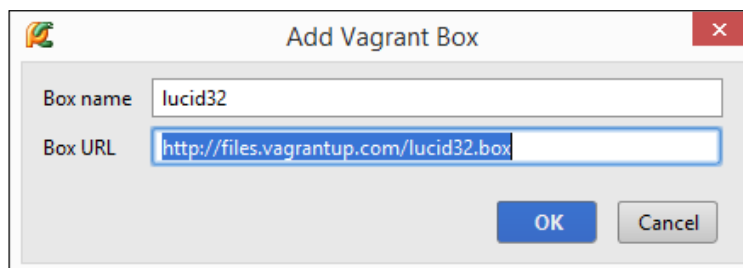 Add Vagrant Box
Box name lucid32
Box URL http://files.vagrantup.com/lucid32.box
OK Cancel